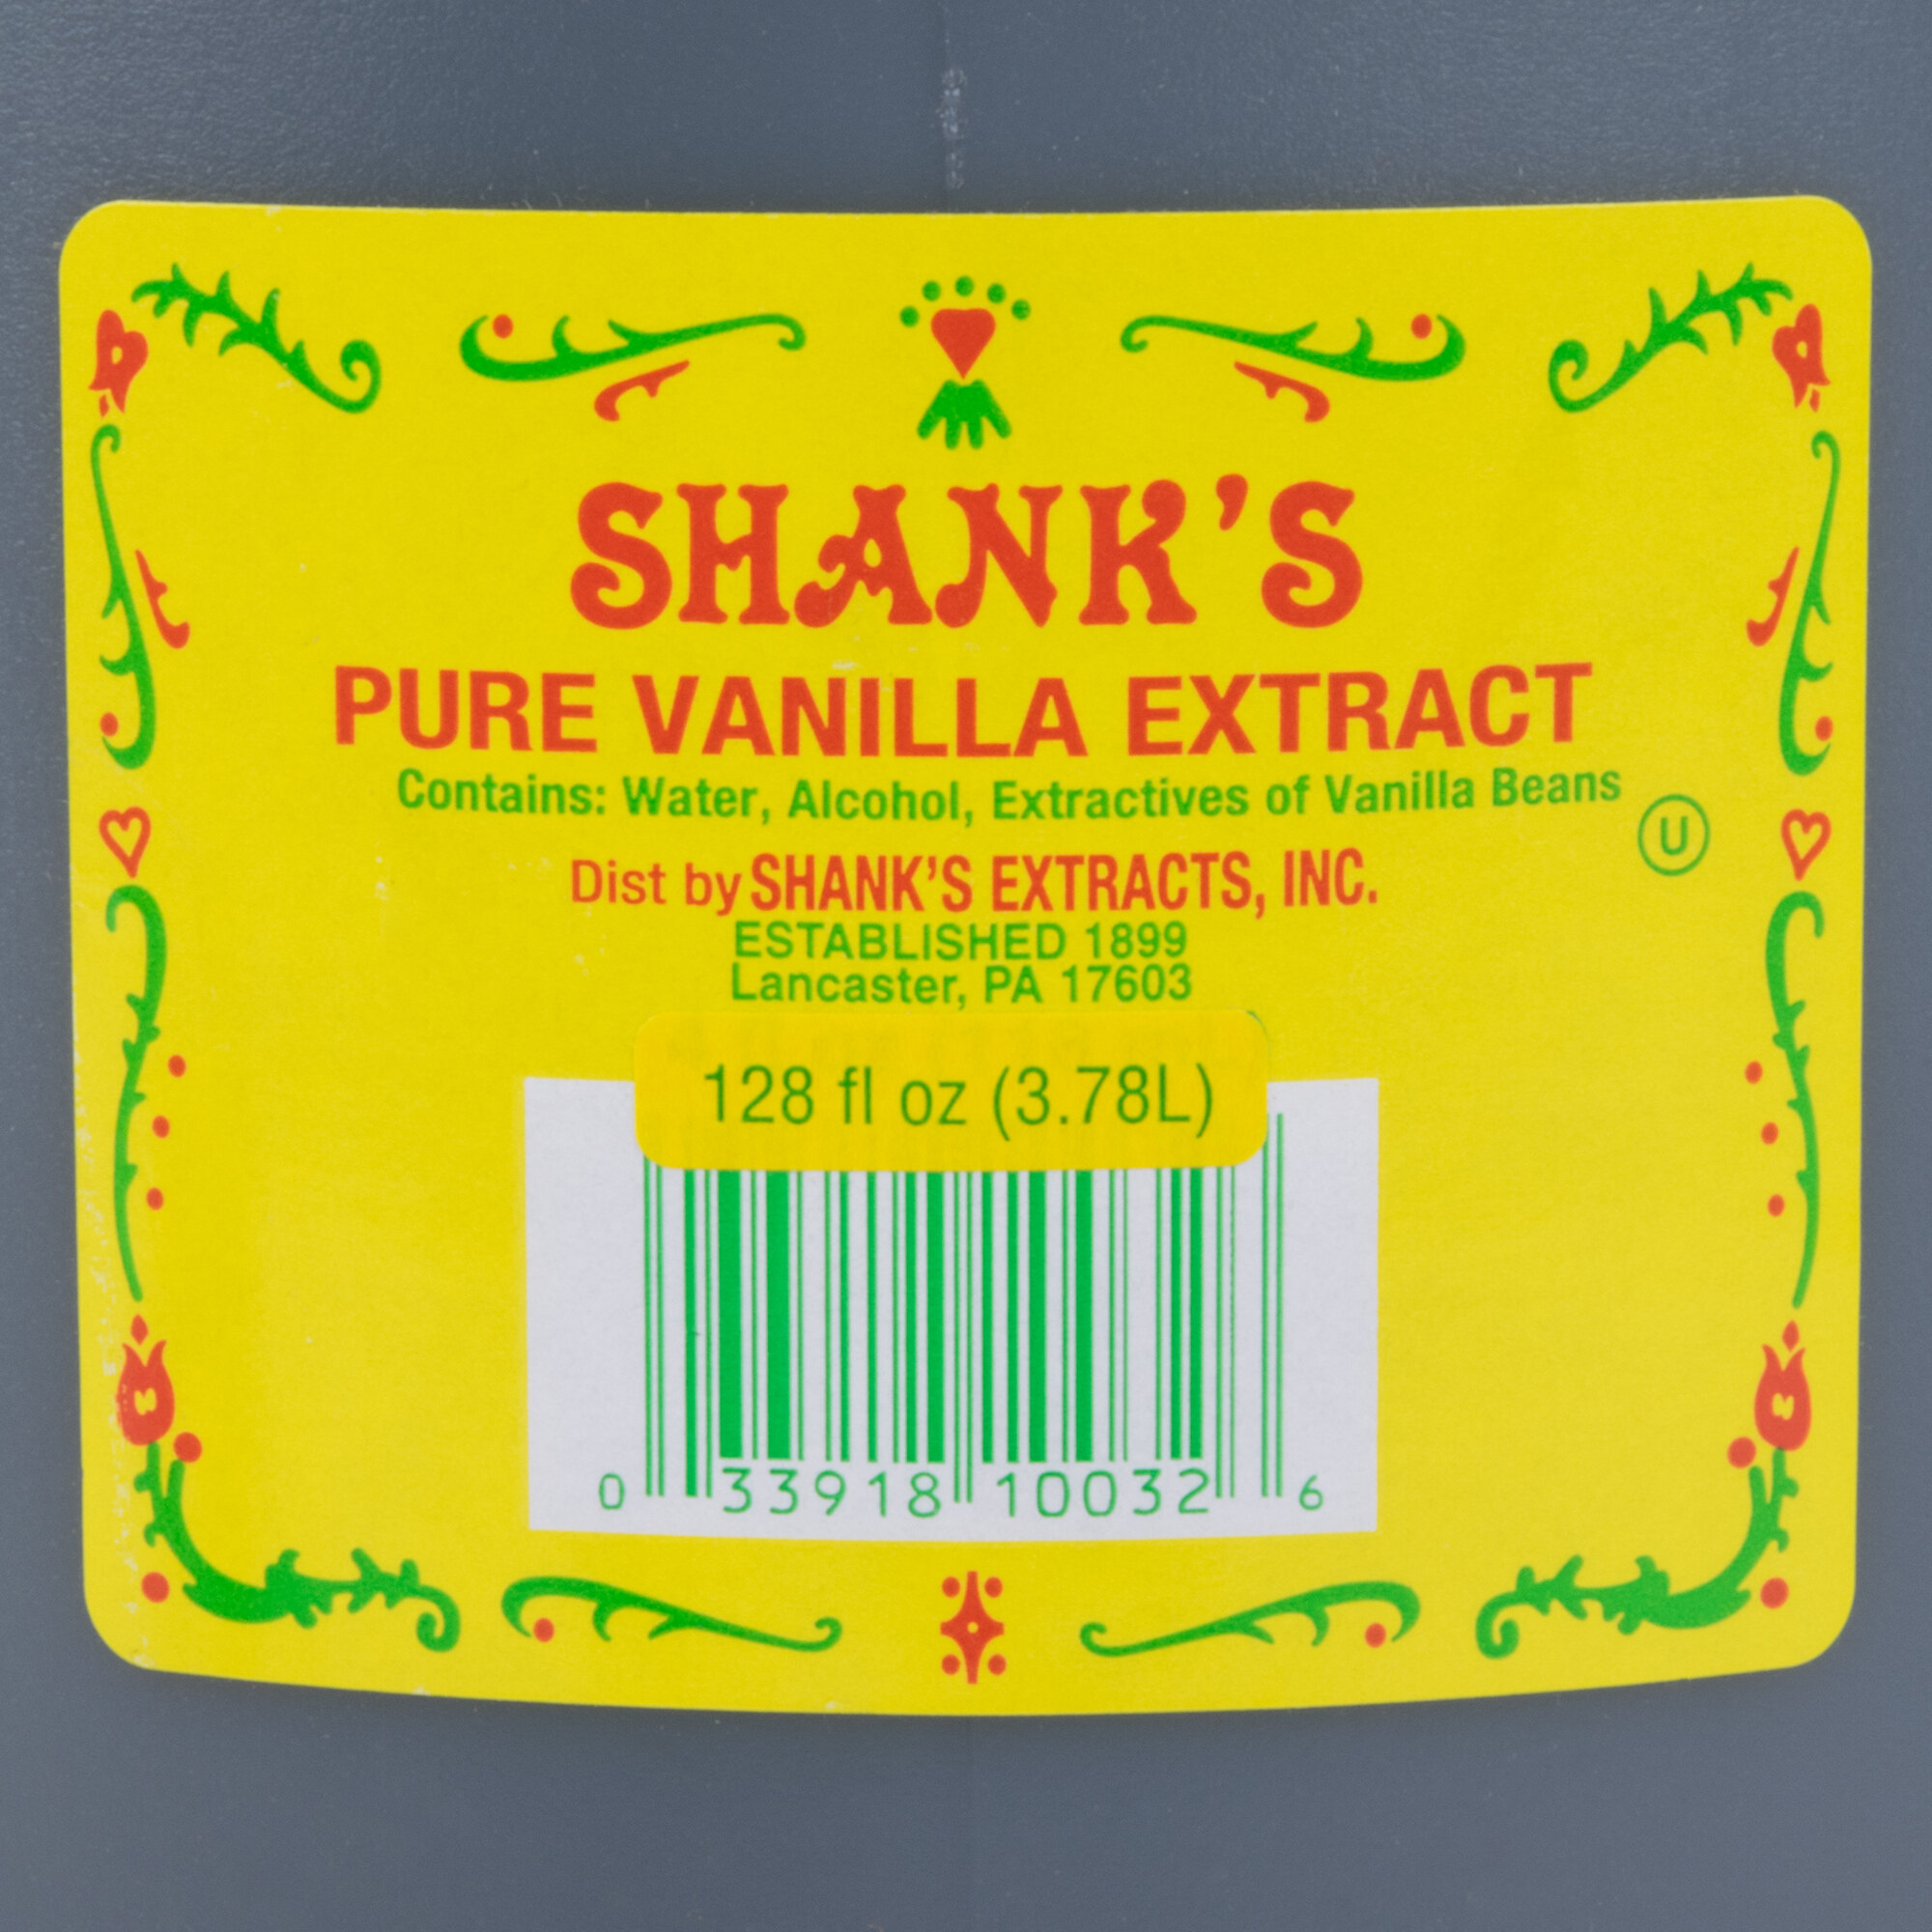 SHANK'S
PURE VANILLA EXTRACT
Contains: Water, Alcohol, Extractives of Vanilla Beans
U
Dist by SHANK'S EXTRACTS, INC.
ESTABLISHED 1899
Lancaster, PA 17603
128 fl oz (3.78L)
0 33918 10032 6